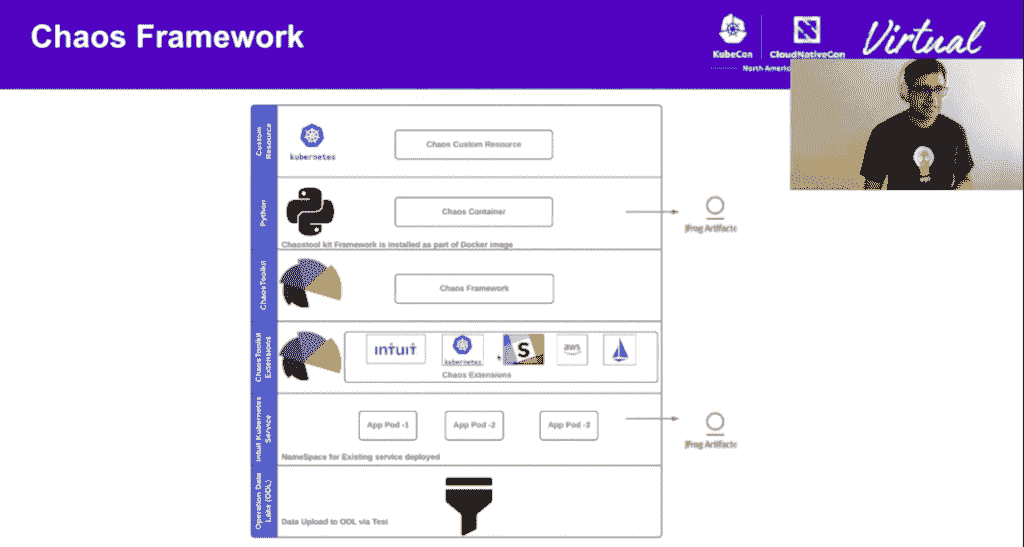 Chaos Framework
KubeCon
CloudNativeCon
North America
Virtual
Custom
Resource
kubernetes
Chaos Custom Resource
Python
Chaos Container
Chaostool kit Framework is installed as part of Docker image
JFrog Artifactc
ChaosToolkit
Chaos Framework
ChaosToolkit
Extensions
INTUIT
kubernetes
S
aws
Chaos Extensions
Intuit Kubernetes
Service
App Pod -1
App Pod -2
App Pod -3
NameSpace for Existing service deployed
JFrog Artifactc
Operation Data
Lake (ODL)
Data Upload to ODL via Test